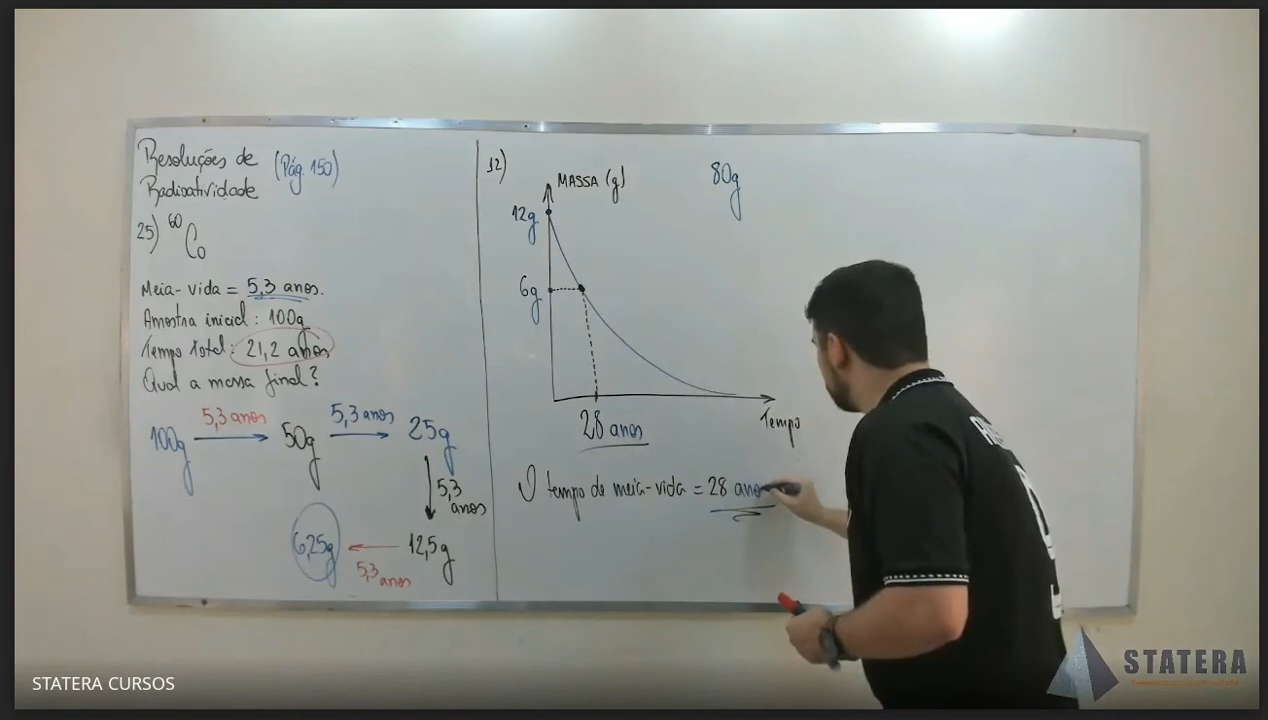 Resoluções de (Pág. 150)
Radioatividade
25) 60
Co
Meia-vida = 5,3 anos.
Amostra inicial: 100g
Tempo total: 21,2 anos
Qual a massa final?
5,3 anos 5,3 anos
100g 50g 25g
5,3
anos
6,25g 12,5g
5,3 anos
12) MASSA (g) 80g
12g
6g
28 anos
Tempo
O tempo de meia-vida = 28 anos
STATERA CURSOS
STATERA